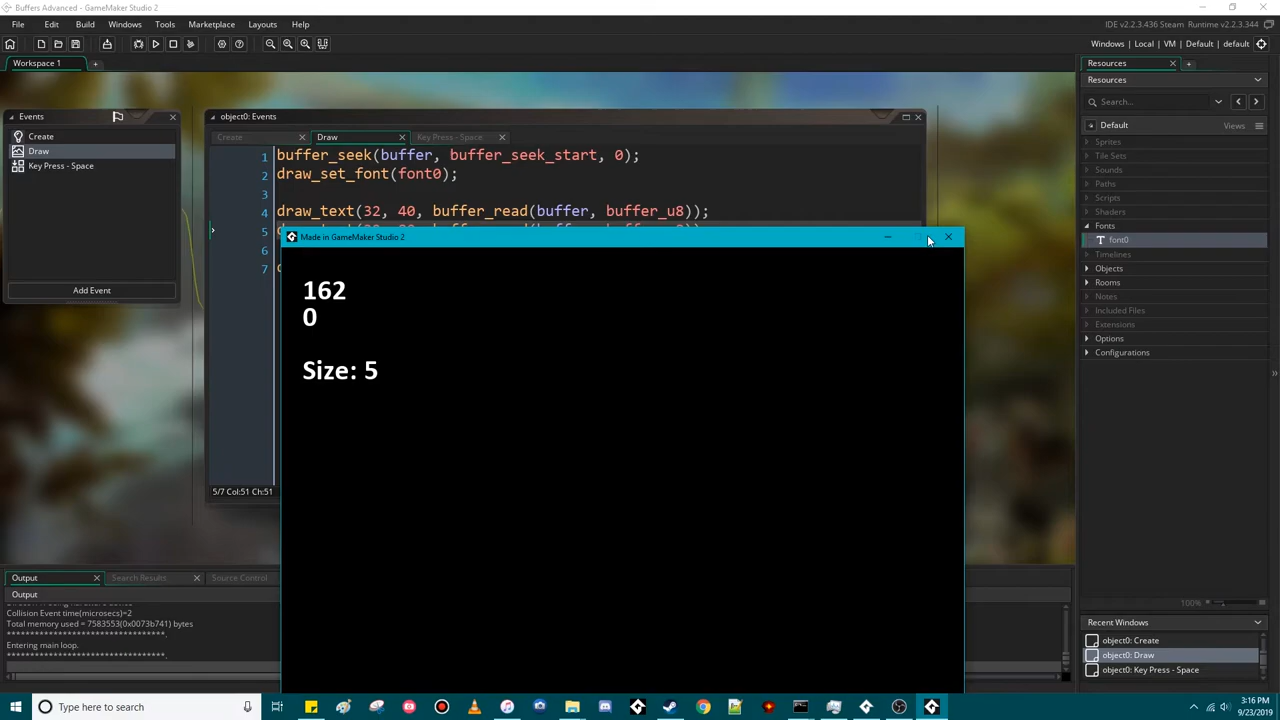 Buffers Advanced - GameMaker Studio 2
File Edit Build Windows Tools Marketplace Layouts Help
IDE v2.2.3.436 Steam Runtime v2.2.3.344
Windows | Local | VM | Default | default
Workspace 1
Events
Create
Draw
Key Press - Space
Add Event
object0: Events
Create Draw Key Press - Space
1 buffer_seek(buffer, buffer_seek_start, 0);
2 draw_set_font(font0);
3
4 draw_text(32, 40, buffer_read(buffer, buffer_u8));
5
6
7
Made in GameMaker Studio 2
162
0
Size: 5
5/7 Col:51 Ch:51
Output Search Results Source Control
Output
Collision Event time(microsecs)=2
Total memory used = 7583553(0x0073b741) bytes
**********************************.
Entering main loop.
**********************************.
Resources
Resources
Search...
Default Views
Sprites
Tile Sets
Sounds
Paths
Scripts
Shaders
Fonts
font0
Timelines
Objects
Rooms
Notes
Included Files
Extensions
Options
Configurations
100%
Recent Windows
object0: Create
object0: Draw
object0: Key Press - Space
Type here to search
3:16 PM
9/23/2019